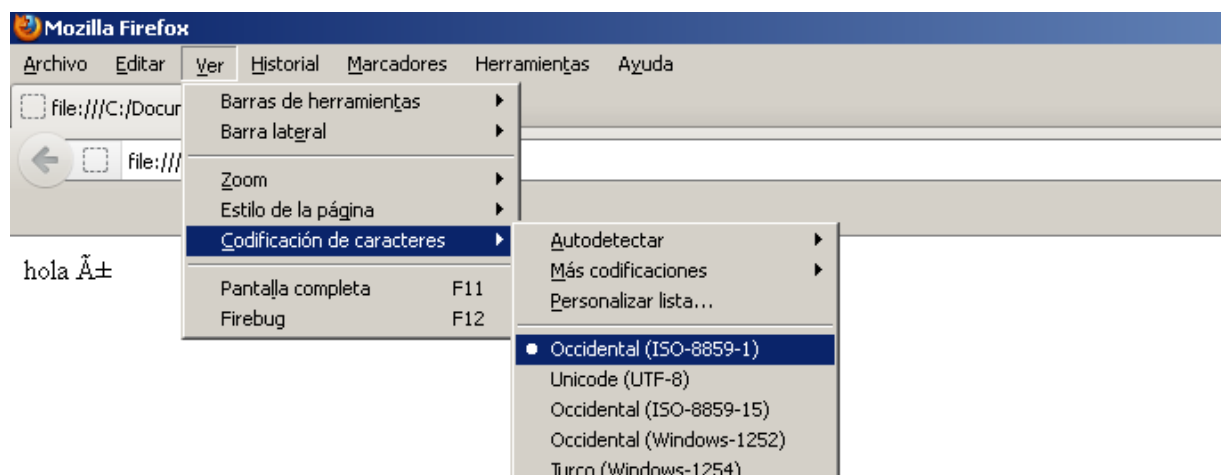 Mozilla Firefox
Archivo Editar Ver Historial Marcadores Herramientas Ayuda
file:///C:/Docur
file:///
Barras de herramientas
Barra lateral
Zoom
Estilo de la página
Codificación de caracteres
Pantalla completa F11
Firebug F12
Autodetectar
Más codificaciones
Personalizar lista...
Occidental (ISO-8859-1)
Unicode (UTF-8)
Occidental (ISO-8859-15)
Occidental (Windows-1252)
Turco (Windows-1254)
hola Ã±